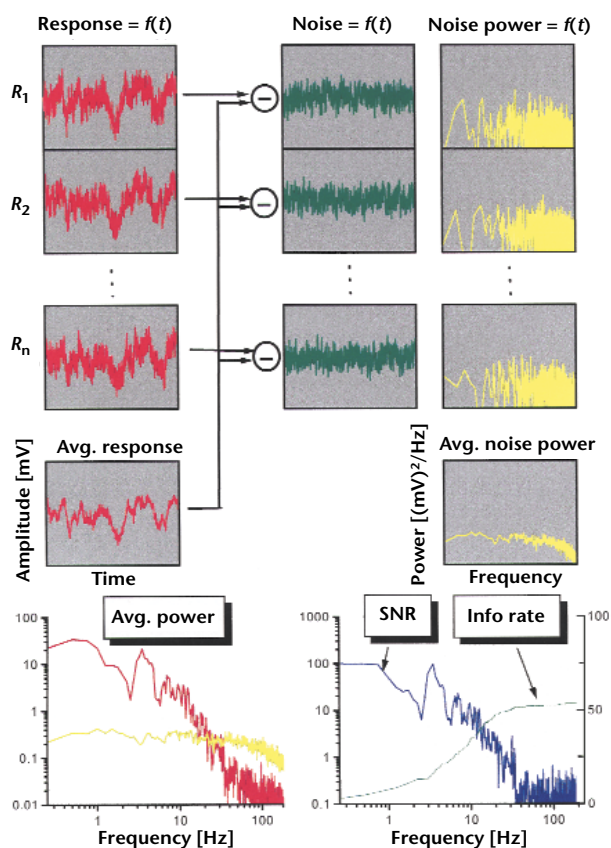 Response = f(t)
Noise = f(t)
Noise power = f(t)
R1
R2
Rn
Avg. response
Avg. noise power
Amplitude [mV]
Time
Power [(mV)²/Hz]
Frequency
Avg. power
100
10
1
0.1
0.01
1
10
100
Frequency [Hz]
SNR
Info rate
1000
100
10
1
0.1
100
75
50
25
0
1
10
100
Frequency [Hz]